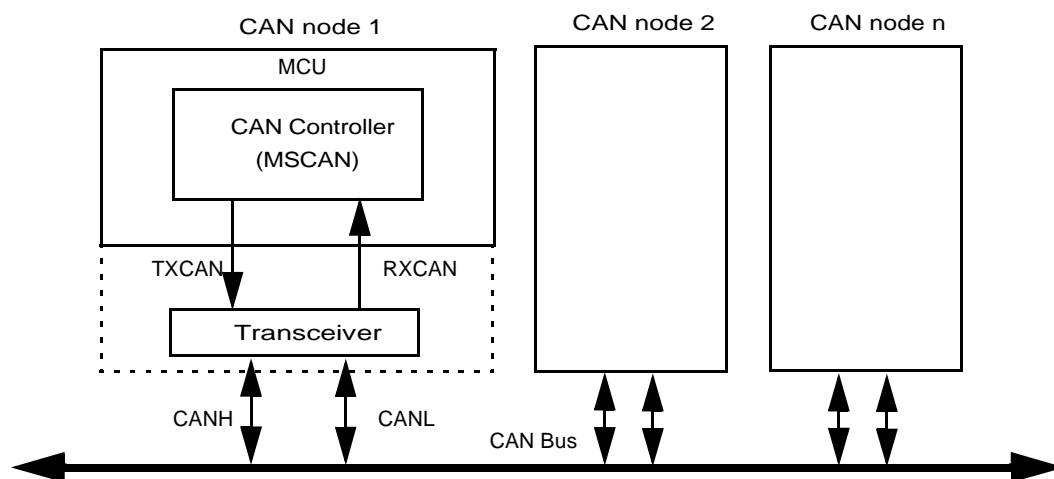 CAN node 1
CAN node 2
CAN node n
MCU
CAN Controller
(MSCAN)
TXCAN
RXCAN
Transceiver
CANH
CANL
CAN Bus